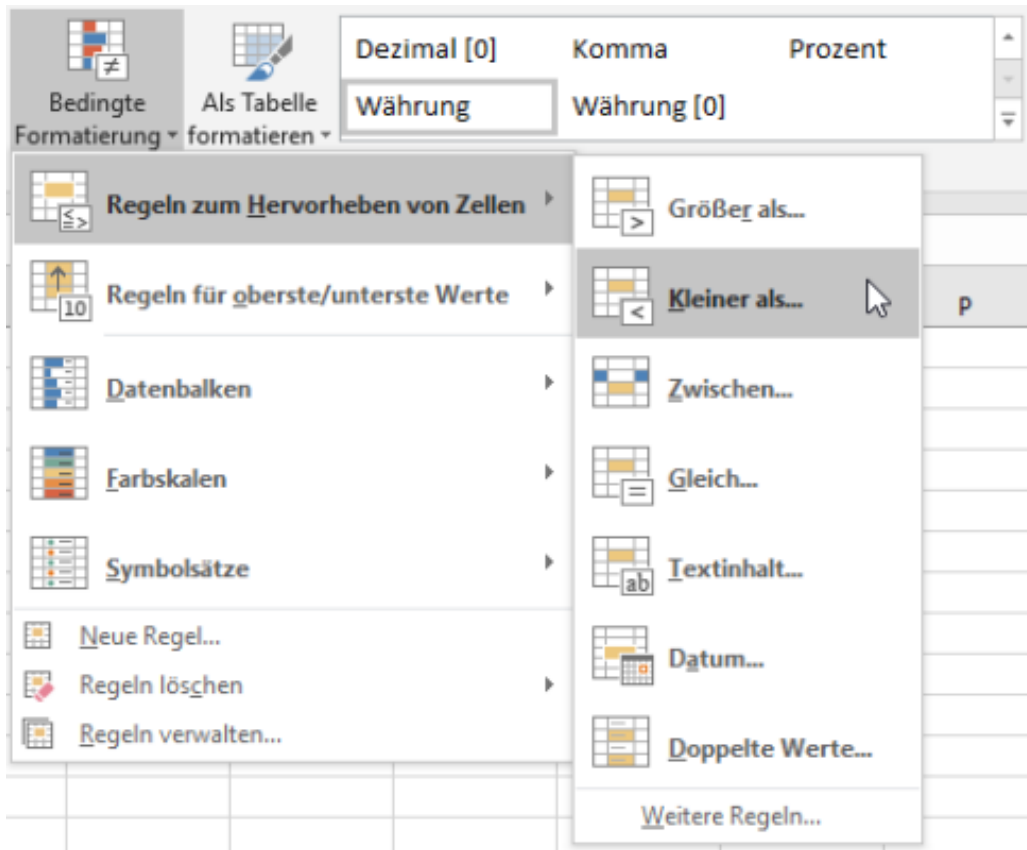 Dezimal [0] Komma Prozent
Bedingte Formatierung
Als Tabelle formatieren
Währung Währung [0]
Regeln zum Hervorheben von Zellen
Regeln für oberste/unterste Werte
10
Datenbalken
Farbskalen
Symbolsätze
Neue Regel...
Regeln löschen
Regeln verwalten...
Größer als...
>
Kleiner als...
<
Zwischen...
Gleich...
=
Textinhalt...
ab
Datum...
Doppelte Werte...
Weitere Regeln...
P